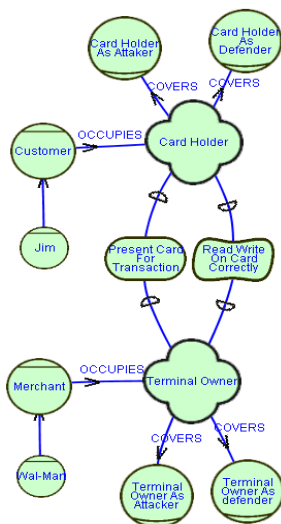 Card Holder
As Attaker
Card Holder
As
Defender
COVERS
COVERS
Customer
OCCUPIES
Card Holder
Jim
Present Card
For
Transaction
Read Write
On Card
Correctly
OCCUPIES
Merchant
Terminal Owner
COVERS
COVERS
Wal-Man
Terminal
Owner As
Attacker
Terminal
Owner As
defender